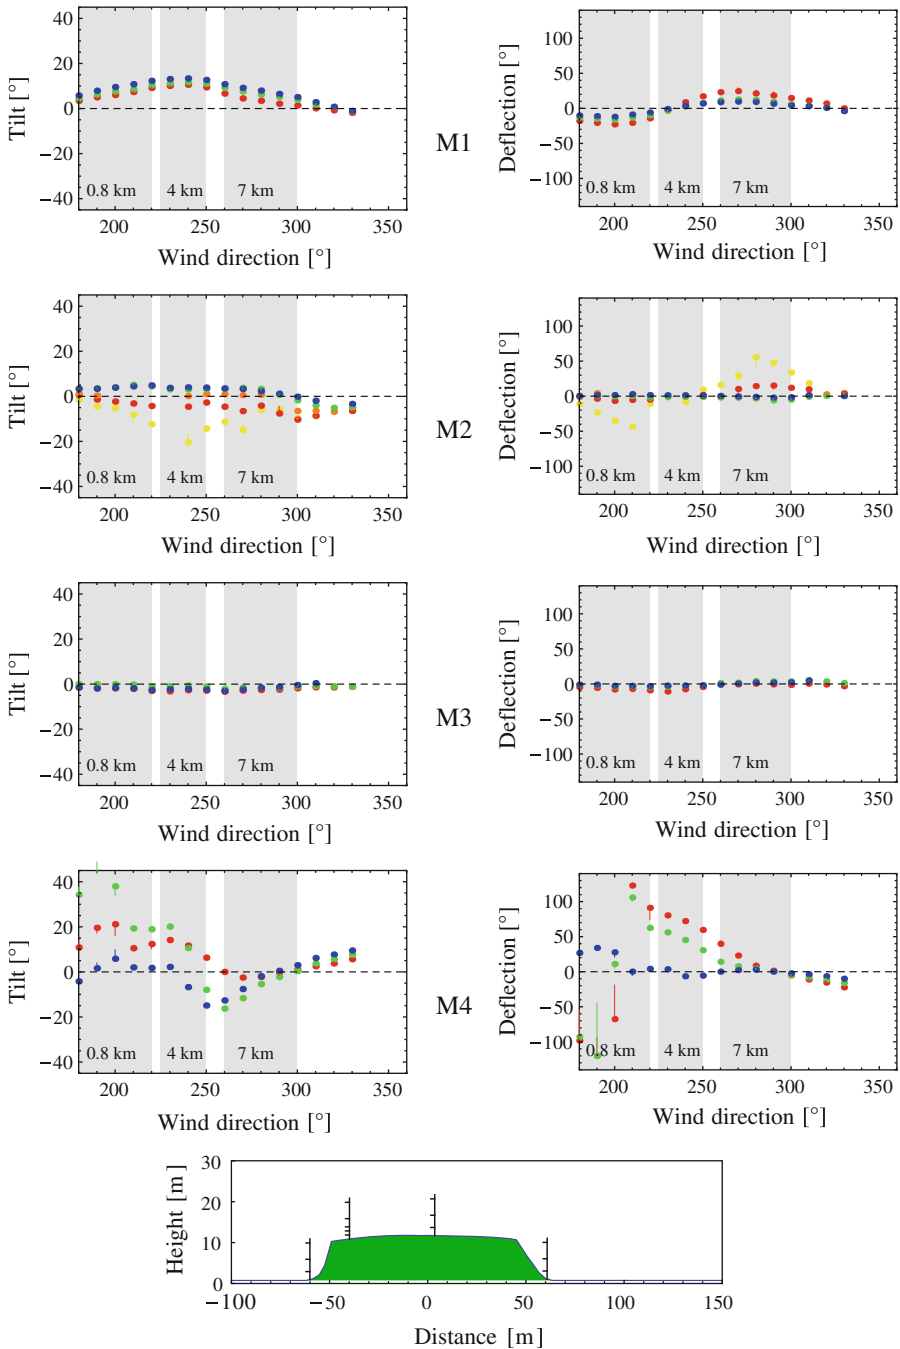 40
20
0
−20
−40
Tilt [°]
0.8 km 4 km 7 km
200 250 300 350
Wind direction [°]
M1
100
50
0
−50
−100
Deflection [°]
0.8 km 4 km 7 km
200 250 300 350
Wind direction [°]
40
20
0
−20
−40
Tilt [°]
0.8 km 4 km 7 km
200 250 300 350
Wind direction [°]
M2
100
50
0
−50
−100
Deflection [°]
0.8 km 4 km 7 km
200 250 300 350
Wind direction [°]
40
20
0
−20
−40
Tilt [°]
0.8 km 4 km 7 km
200 250 300 350
Wind direction [°]
M3
100
50
0
−50
−100
Deflection [°]
0.8 km 4 km 7 km
200 250 300 350
Wind direction [°]
40
20
0
−20
−40
Tilt [°]
0.8 km 4 km 7 km
200 250 300 350
Wind direction [°]
M4
100
50
0
−50
−100
Deflection [°]
0.8 km 4 km 7 km
200 250 300 350
Wind direction [°]
30
20
10
0
Height [m]
−100 −50 0 50 100 150
Distance [m]